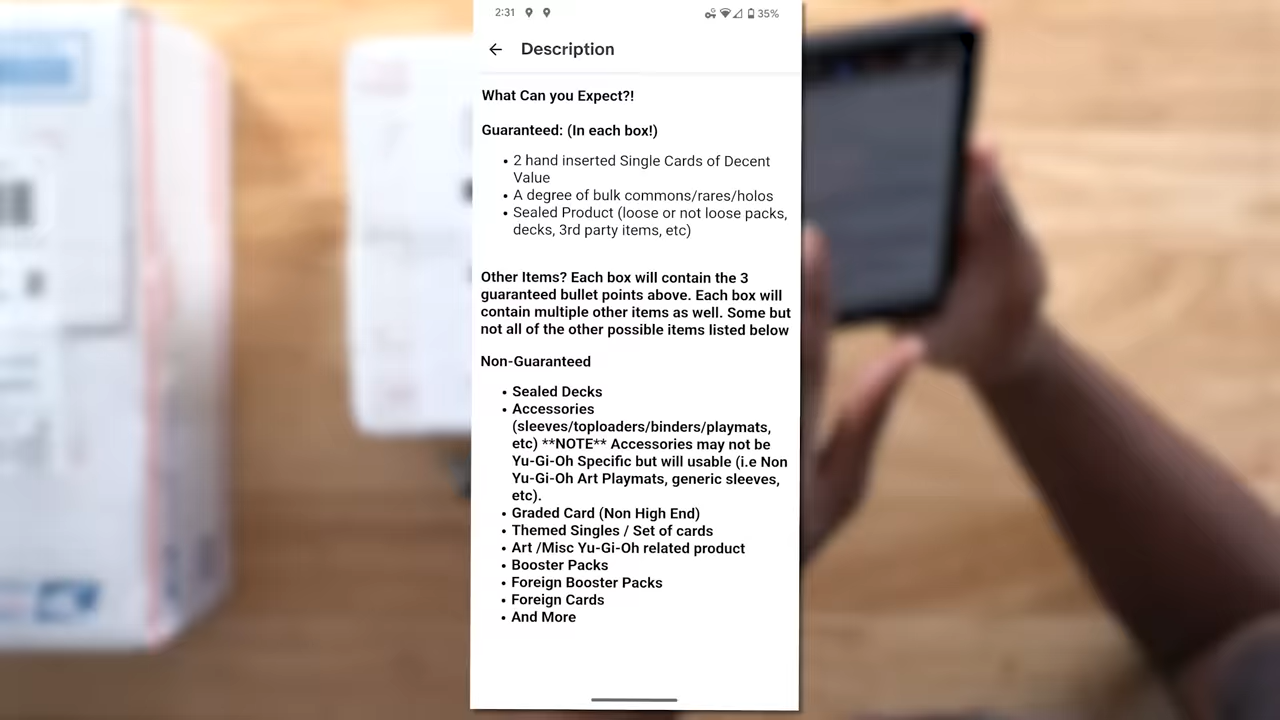 2:31
35%
Description
What Can you Expect?!
Guaranteed: (In each box!)
• 2 hand inserted Single Cards of Decent
Value
• A degree of bulk commons/rares/holos
• Sealed Product (loose or not loose packs,
decks, 3rd party items, etc)
Other Items? Each box will contain the 3
guaranteed bullet points above. Each box will
contain multiple other items as well. Some but
not all of the other possible items listed below
Non-Guaranteed
• Sealed Decks
• Accessories
(sleeves/toploaders/binders/playmats,
etc) **NOTE** Accessories may not be
Yu-Gi-Oh Specific but will usable (i.e Non
Yu-Gi-Oh Art Playmats, generic sleeves,
etc).
• Graded Card (Non High End)
• Themed Singles / Set of cards
• Art /Misc Yu-Gi-Oh related product
• Booster Packs
• Foreign Booster Packs
• Foreign Cards
• And More